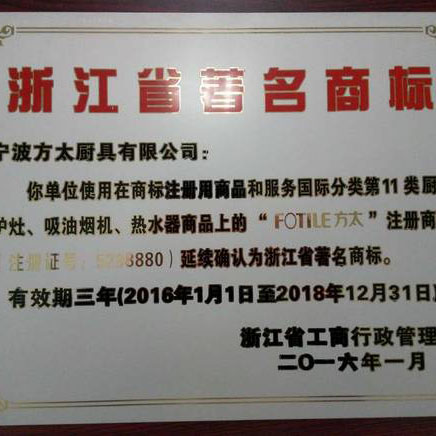 浙江省著名商标
宁波方太厨具有限公司：
你单位使用在商标注册用商品和服务国际分类第11类厨
炉灶、吸油烟机、热水器商品上的“FOTILE方太”注册商
（注册证号：5288880）延续确认为浙江省著名商标。
有效期三年(2016年1月1日至2018年12月31日)
浙江省工商行政管理
二〇一六年一月